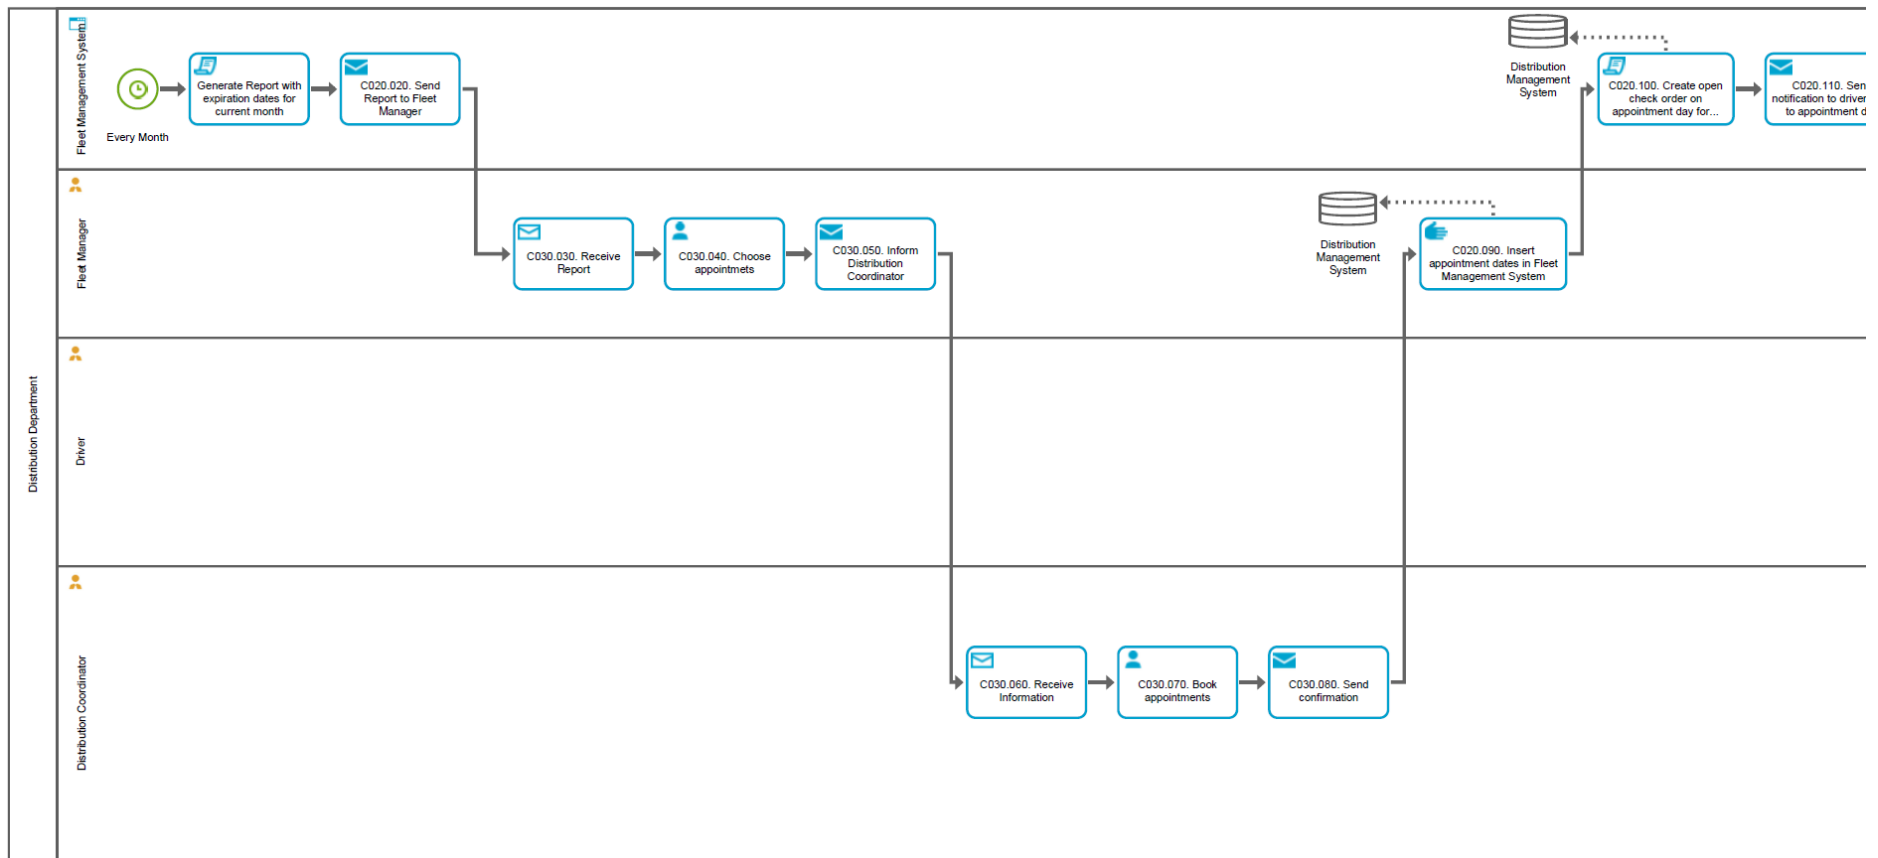 Distribution Department
Fleet Management System
Every Month
Generate Report with
expiration dates for
current month
C020.020. Send
Report to Fleet
Manager
Distribution
Management
System
C020.100. Create open
check order on
appointment day for...
C020.110. Sen
notification to driver
to appointment d
Fleet Manager
C030.030. Receive
Report
C030.040. Choose
appointmets
C030.050. Inform
Distribution
Coordinator
Distribution
Management
System
C020.090. Insert
appointment dates in Fleet
Management System
Driver
Distribution Coordinator
C030.060. Receive
Information
C030.070. Book
appointments
C030.080. Send
confirmation